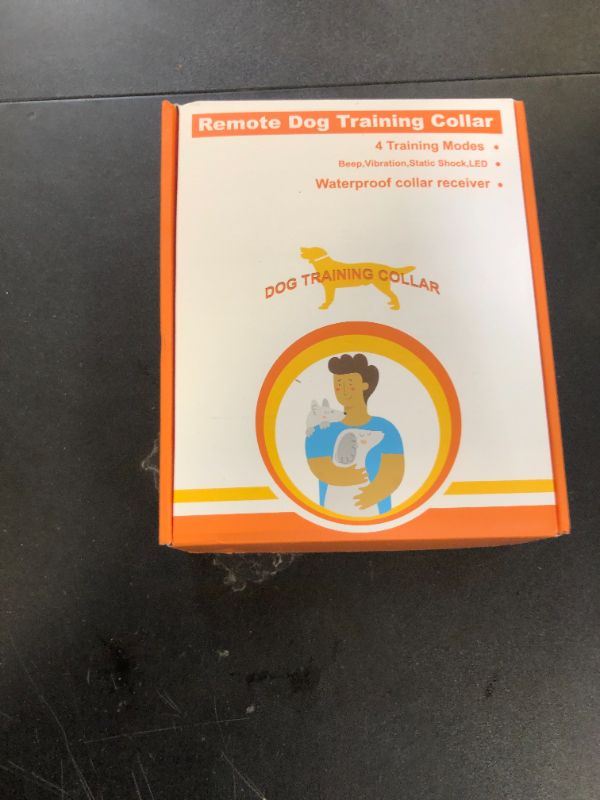 Remote Dog Training Collar
4 Training Modes •
Beep,Vibration,Static Shock,LED •
Waterproof collar receiver •
DOG TRAINING COLLAR